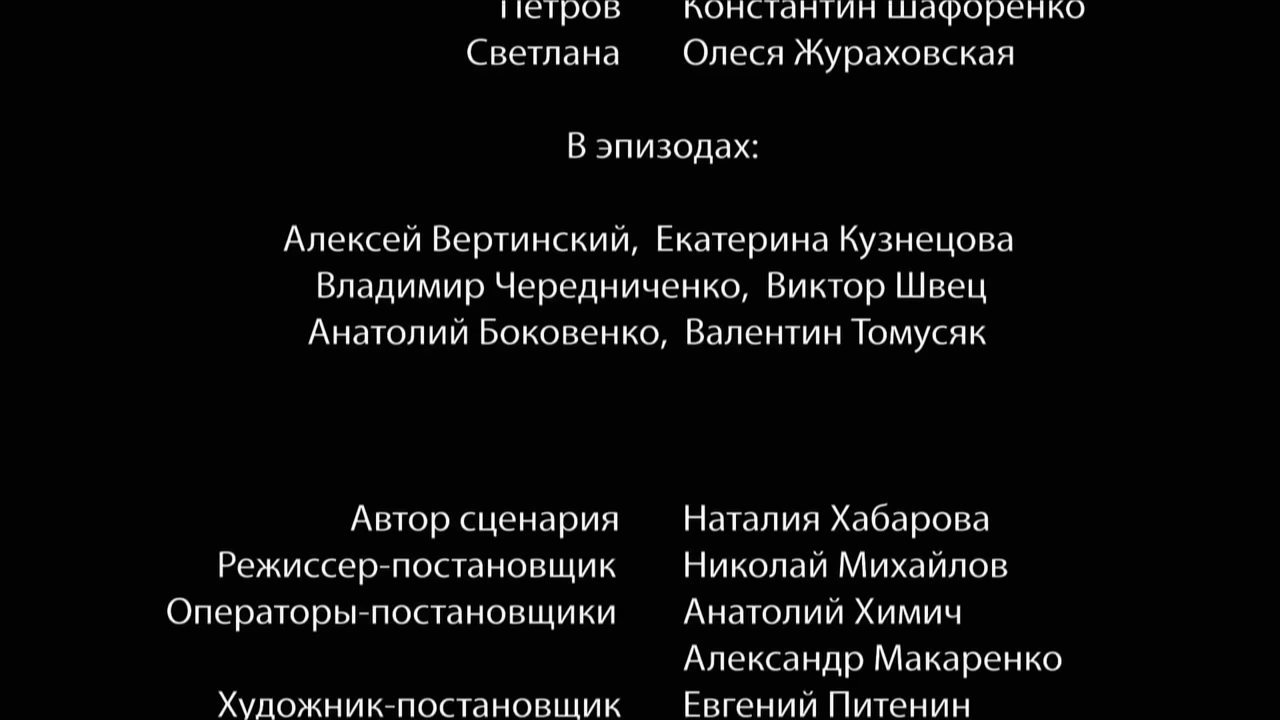 Петров Константин Шафоренко
Светлана Олеся Жураховская
В эпизодах:
Алексей Вертинский, Екатерина Кузнецова
Владимир Чередниченко, Виктор Швец
Анатолий Боковенко, Валентин Томусяк
Автор сценария Наталия Хабарова
Режиссер-постановщик Николай Михайлов
Операторы-постановщики Анатолий Химич
Александр Макаренко
Художник-постановщик Евгений Питенин